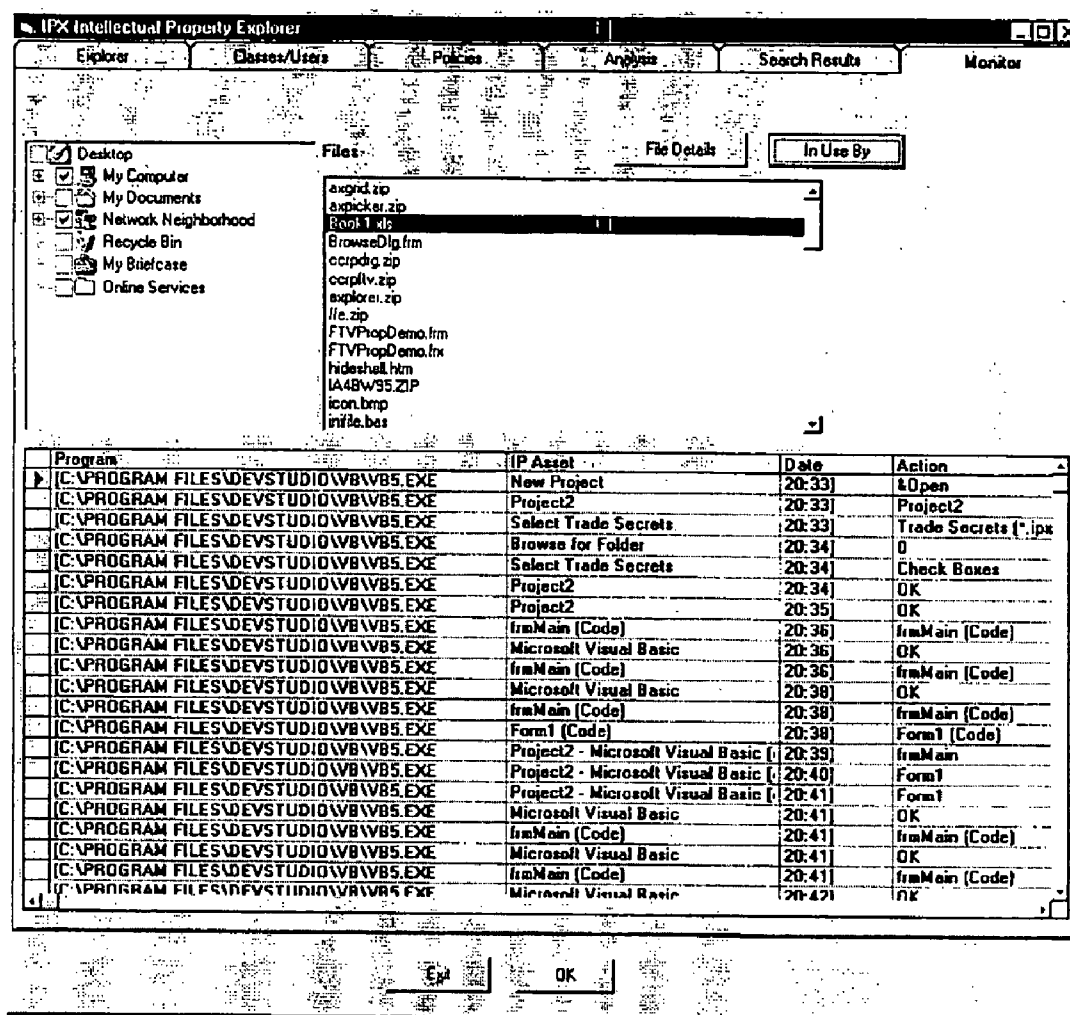 IPX Intellectual Property Explorer
Explorer Classes/Users Policies Analysis Search Results Monitor
Desktop
My Computer
My Documents
Network Neighborhood
Recycle Bin
My Briefcase
Online Services
Files
File Details
In Use By
axgrid.zip
axpicker.zip
Book1.xls
BrowseDlg.frm
ccrpdrg.zip
ccrpftv.zip
explorer.zip
file.zip
FTVPropDemo.frm
FTVPropDemo.frx
hideshell.htm
IA4BW95.ZIP
icon.bmp
inifile.bas
Program IP Asset Date Action
[C:\PROGRAM FILES\DEVSTUDIO\VB\VB5.EXE New Project 20:33] &Open
[C:\PROGRAM FILES\DEVSTUDIO\VB\VB5.EXE Project2 20:33] Project2
[C:\PROGRAM FILES\DEVSTUDIO\VB\VB5.EXE Select Trade Secrets 20:33] Trade Secrets (*.ipx
[C:\PROGRAM FILES\DEVSTUDIO\VB\VB5.EXE Browse for Folder 20:34] 0
[C:\PROGRAM FILES\DEVSTUDIO\VB\VB5.EXE Select Trade Secrets 20:34] Check Boxes
[C:\PROGRAM FILES\DEVSTUDIO\VB\VB5.EXE Project2 20:34] OK
[C:\PROGRAM FILES\DEVSTUDIO\VB\VB5.EXE Project2 20:35] OK
[C:\PROGRAM FILES\DEVSTUDIO\VB\VB5.EXE frmMain (Code) 20:36] frmMain (Code)
[C:\PROGRAM FILES\DEVSTUDIO\VB\VB5.EXE Microsoft Visual Basic 20:36] OK
[C:\PROGRAM FILES\DEVSTUDIO\VB\VB5.EXE frmMain (Code) 20:36] frmMain (Code)
[C:\PROGRAM FILES\DEVSTUDIO\VB\VB5.EXE Microsoft Visual Basic 20:38] OK
[C:\PROGRAM FILES\DEVSTUDIO\VB\VB5.EXE frmMain (Code) 20:38] frmMain (Code)
[C:\PROGRAM FILES\DEVSTUDIO\VB\VB5.EXE Form1 (Code) 20:38] Form1 (Code)
[C:\PROGRAM FILES\DEVSTUDIO\VB\VB5.EXE Project2 - Microsoft Visual Basic [ 20:39] frmMain
[C:\PROGRAM FILES\DEVSTUDIO\VB\VB5.EXE Project2 - Microsoft Visual Basic [ 20:40] Form1
[C:\PROGRAM FILES\DEVSTUDIO\VB\VB5.EXE Project2 - Microsoft Visual Basic [ 20:41] Form1
[C:\PROGRAM FILES\DEVSTUDIO\VB\VB5.EXE Microsoft Visual Basic 20:41] OK
[C:\PROGRAM FILES\DEVSTUDIO\VB\VB5.EXE frmMain (Code) 20:41] frmMain (Code)
[C:\PROGRAM FILES\DEVSTUDIO\VB\VB5.EXE Microsoft Visual Basic 20:41] OK
[C:\PROGRAM FILES\DEVSTUDIO\VB\VB5.EXE frmMain (Code) 20:41] frmMain (Code)
[C:\PROGRAM FILES\DEVSTUDIO\VB\VB5.EXE Microsoft Visual Basic 20:42] OK
Exit OK